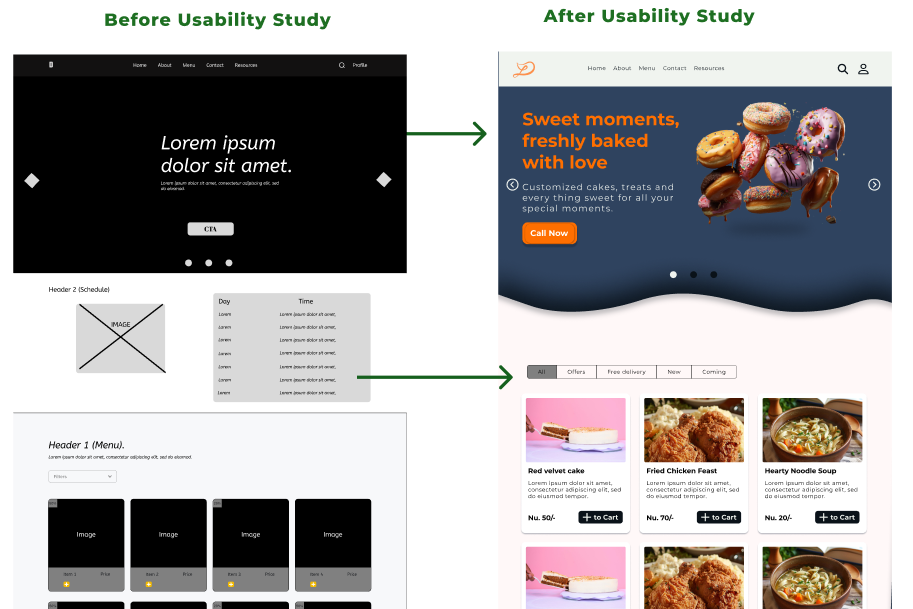 Before Usability Study
After Usability Study
Home About Menu Contact Resources
Profile
Lorem ipsum
dolor sit amet.
Lorem ipsum dolor sit amet, consectetur adipiscing elit, sed
do eiusmod.
CTA
Header 2 (Schedule)
IMAGE
Day Time
Lorem Lorem ipsum dolor sit amet,
Lorem Lorem ipsum dolor sit amet,
Lorem Lorem ipsum dolor sit amet,
Lorem Lorem ipsum dolor sit amet,
Lorem Lorem ipsum dolor sit amet,
Lorem Lorem ipsum dolor sit amet,
Lorem Lorem ipsum dolor sit amet,
Header 1 (Menu).
Lorem ipsum dolor sit amet, consectetur adipiscing elit, sed do eiusmod.
Filters
Image Image Image Image
Item 1 Price Item 2 Price Item 3 Price Item 4 Price
Home About Menu Contact Resources
Sweet moments,
freshly baked
with love
Customized cakes, treats and
every thing sweet for all your
special moments.
Call Now
All Offers Free delivery New Coming
Red velvet cake
Lorem ipsum dolor sit amet,
consectetur adipiscing elit, sed
do eiusmod tempor.
Nu. 50/- + to Cart
Fried Chicken Feast
Lorem ipsum dolor sit amet,
consectetur adipiscing elit, sed
do eiusmod tempor.
Nu. 70/- + to Cart
Hearty Noodle Soup
Lorem ipsum dolor sit amet,
consectetur adipiscing elit, sed
do eiusmod tempor.
Nu. 20/- + to Cart